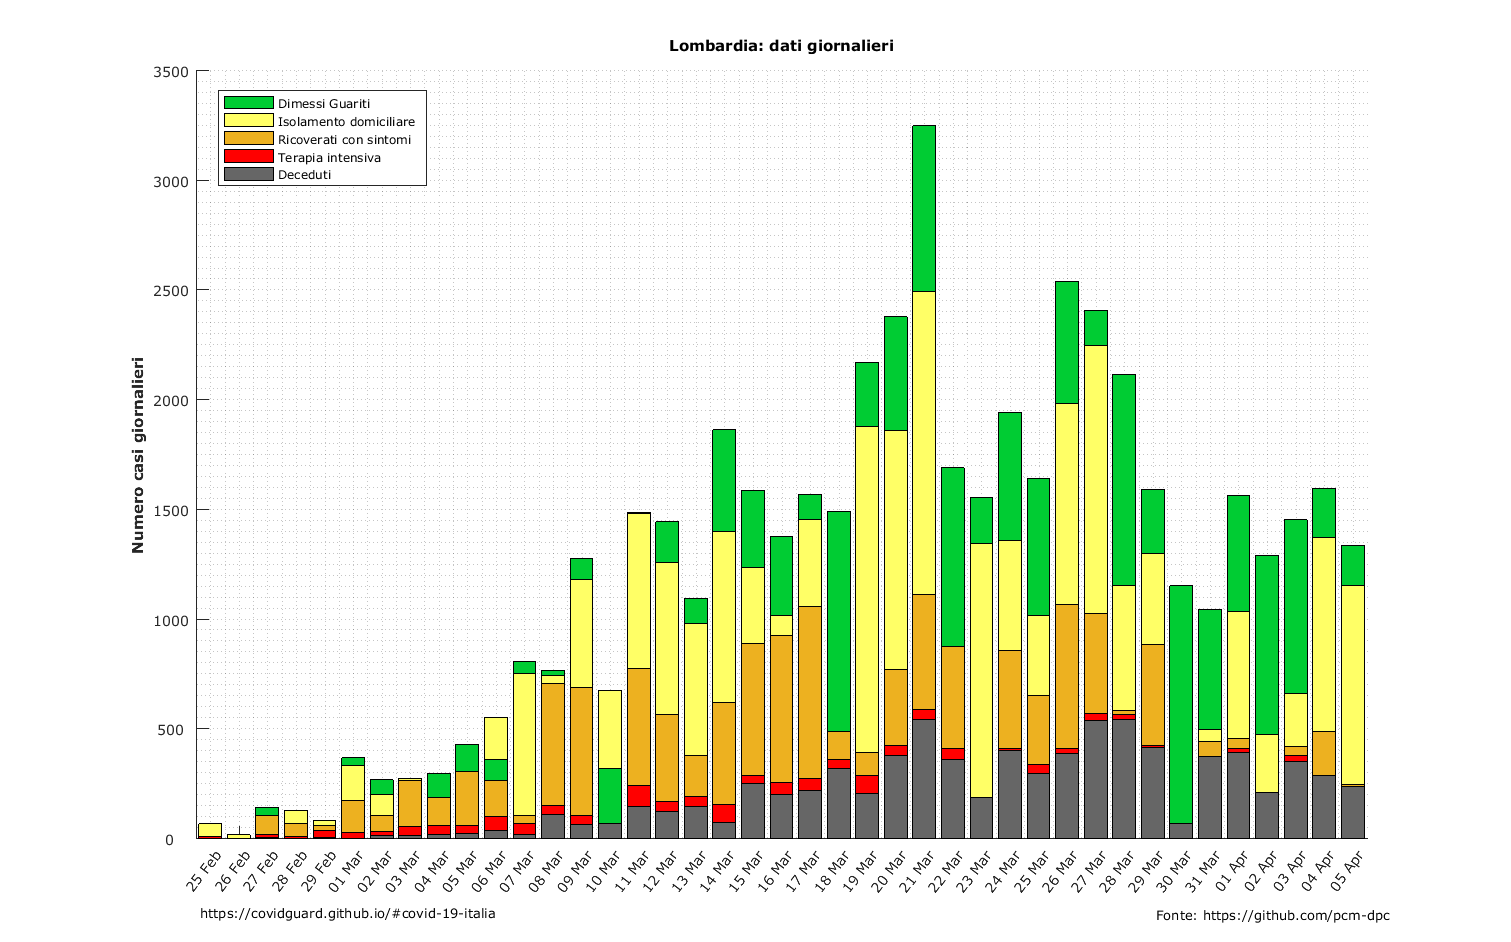 Lombardia: dati giornalieri
3500
3000
2500
2000
1500
1000
500
0
Numero casi giornalieri
Dimessi Guariti
Isolamento domiciliare
Ricoverati con sintomi
Terapia intensiva
Deceduti
25 Feb
26 Feb
27 Feb
28 Feb
29 Feb
01 Mar
02 Mar
03 Mar
04 Mar
05 Mar
06 Mar
07 Mar
08 Mar
09 Mar
10 Mar
11 Mar
12 Mar
13 Mar
14 Mar
15 Mar
16 Mar
17 Mar
18 Mar
19 Mar
20 Mar
21 Mar
22 Mar
23 Mar
24 Mar
25 Mar
26 Mar
27 Mar
28 Mar
29 Mar
30 Mar
31 Mar
01 Apr
02 Apr
03 Apr
04 Apr
05 Apr
https://covidguard.github.io/#covid-19-italia
Fonte: https://github.com/pcm-dpc